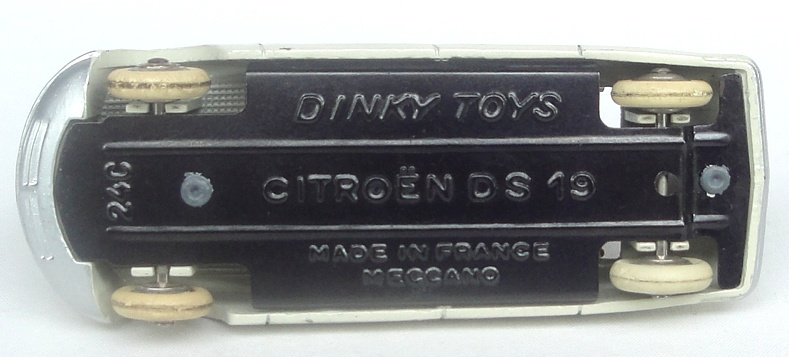 DINKY TOYS
24C
CITROËN DS 19
MADE IN FRANCE
MECCANO